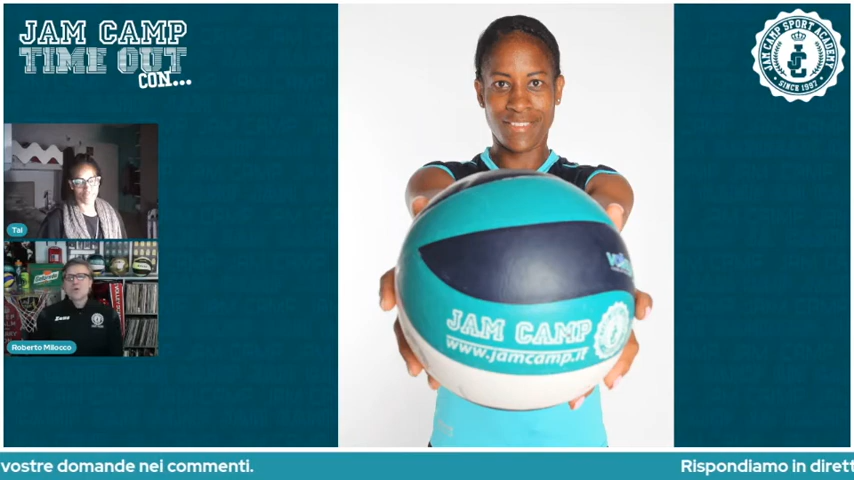 JAM CAMP
TIME OUT
CON...
JAM CAMP SPORT ACADEMY
SINCE 1997
Tai
Roberto Milocco
JAM CAMP
www.jamcamp.it
vostre domande nei commenti.
Rispondiamo in dirett